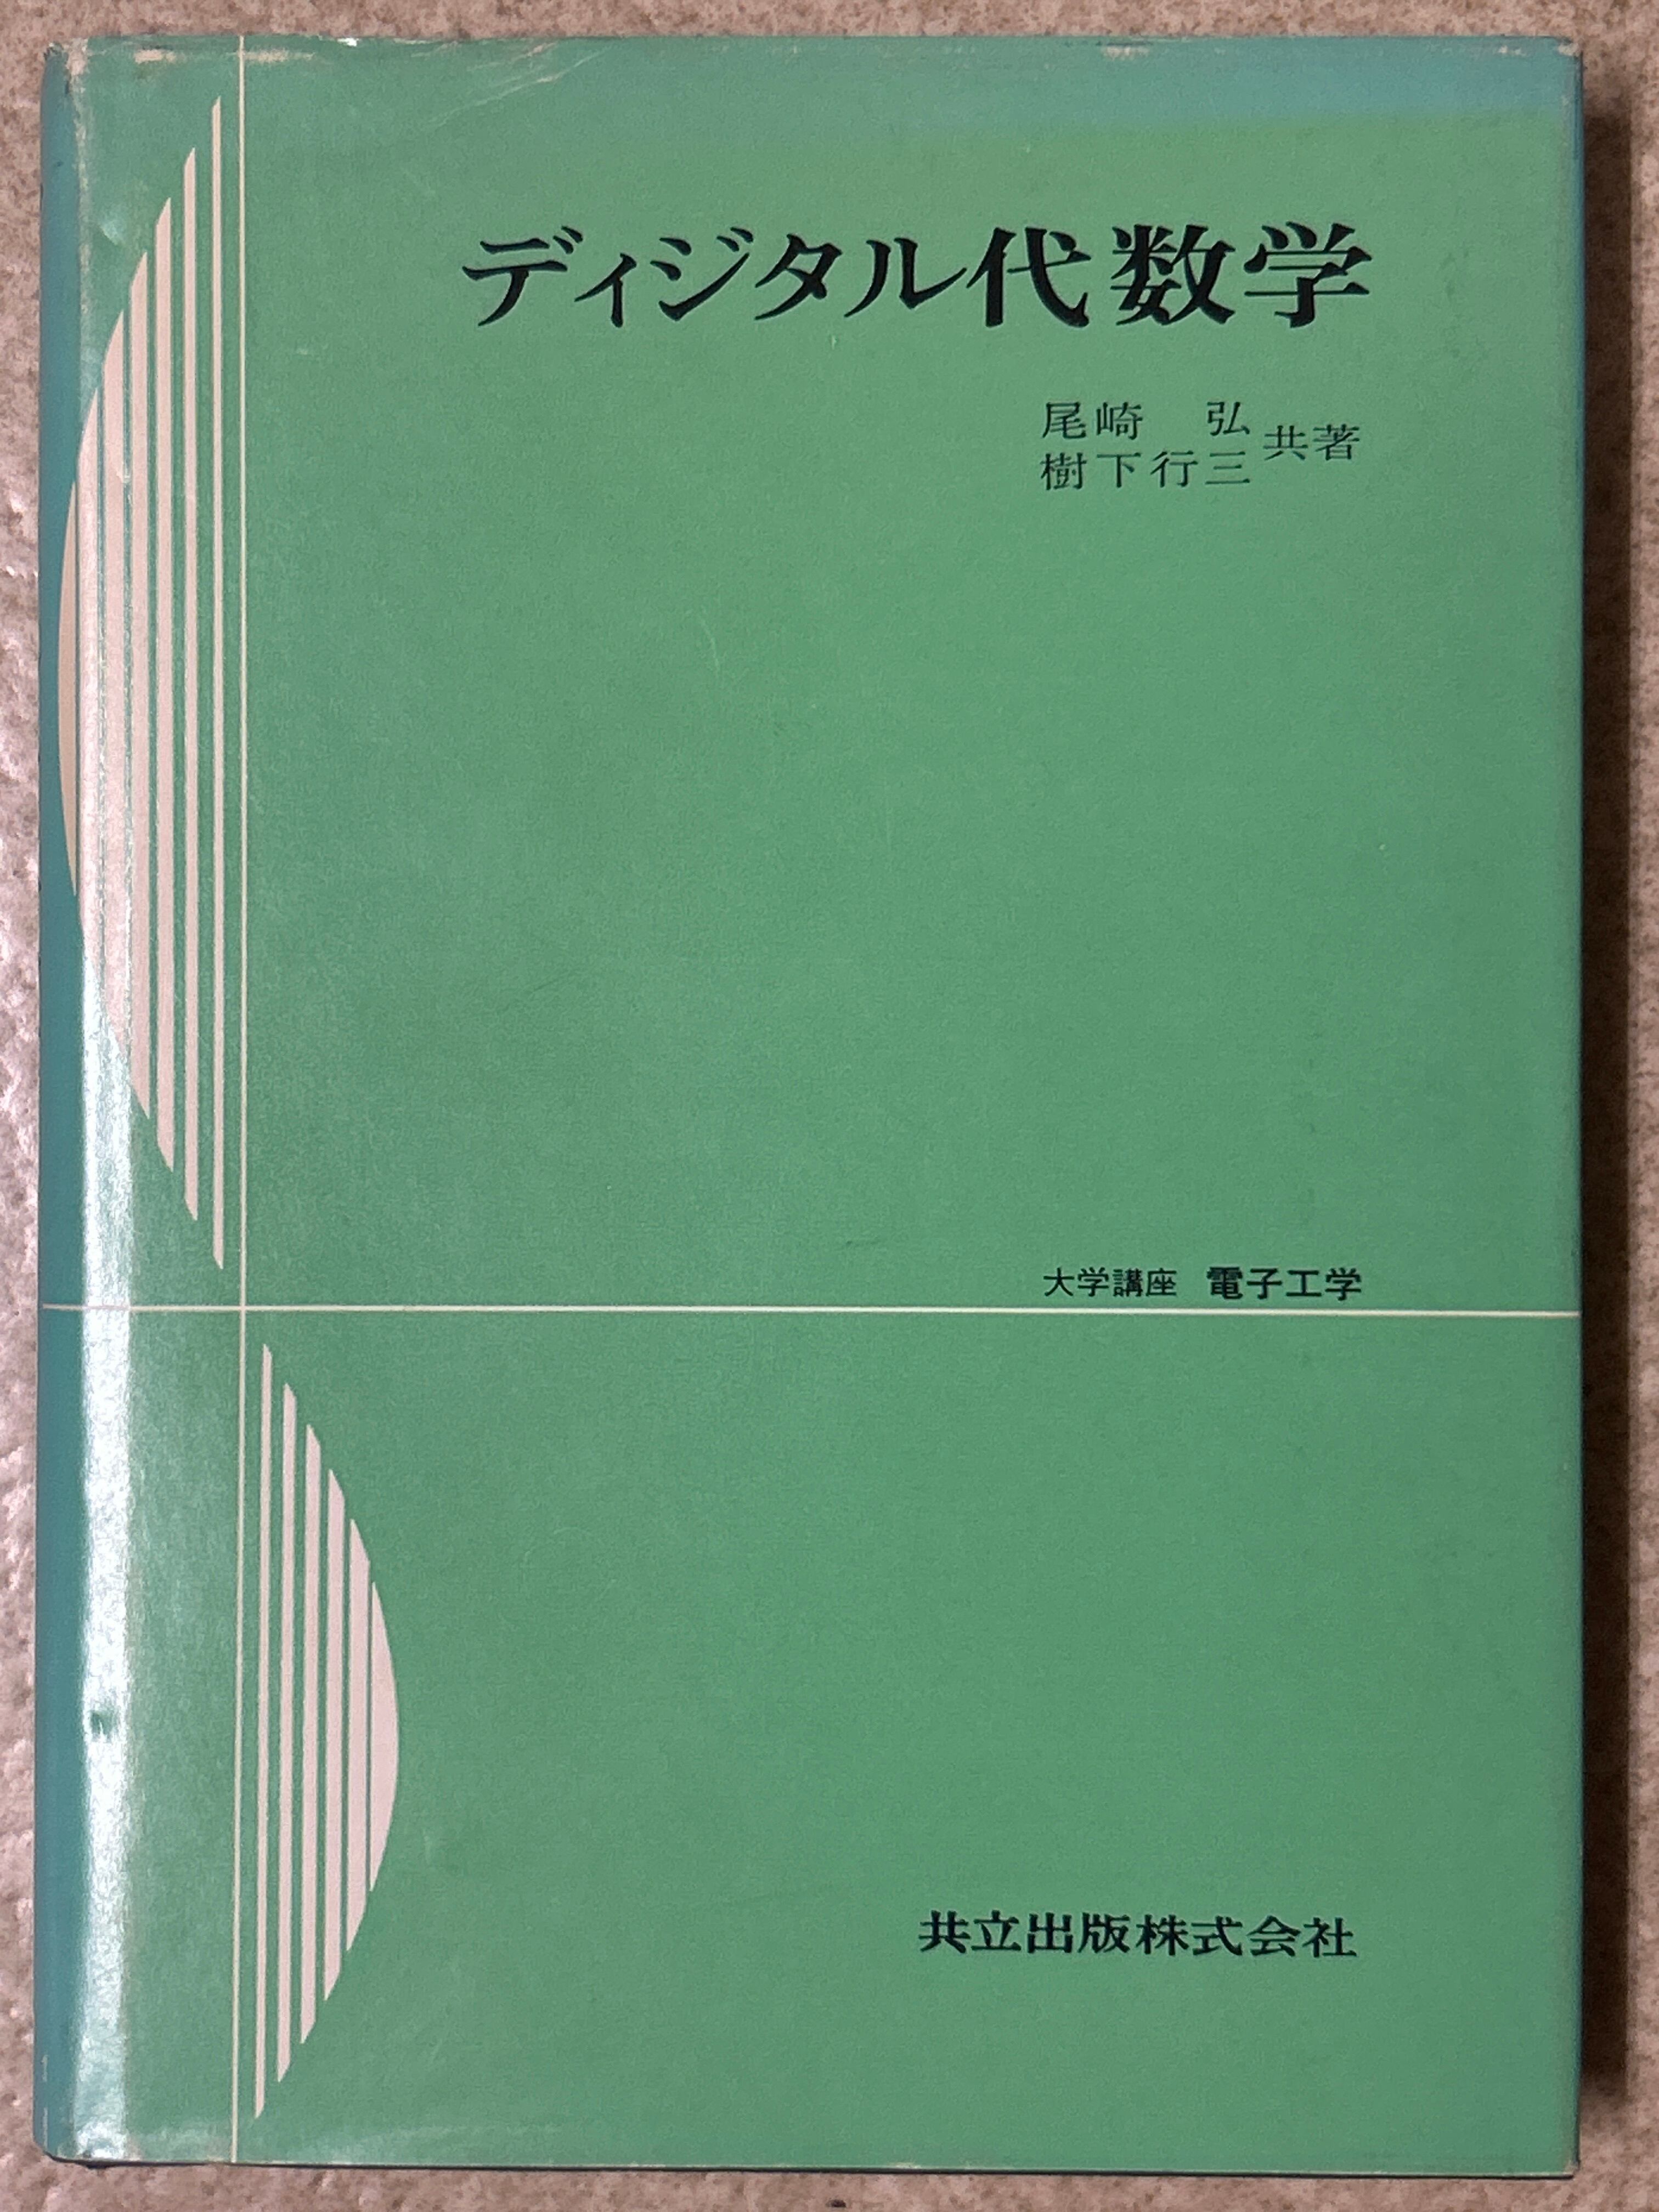 ディジタル代数学
尾崎 弘
樹下行三
共著
大学講座 電子工学
共立出版株式会社